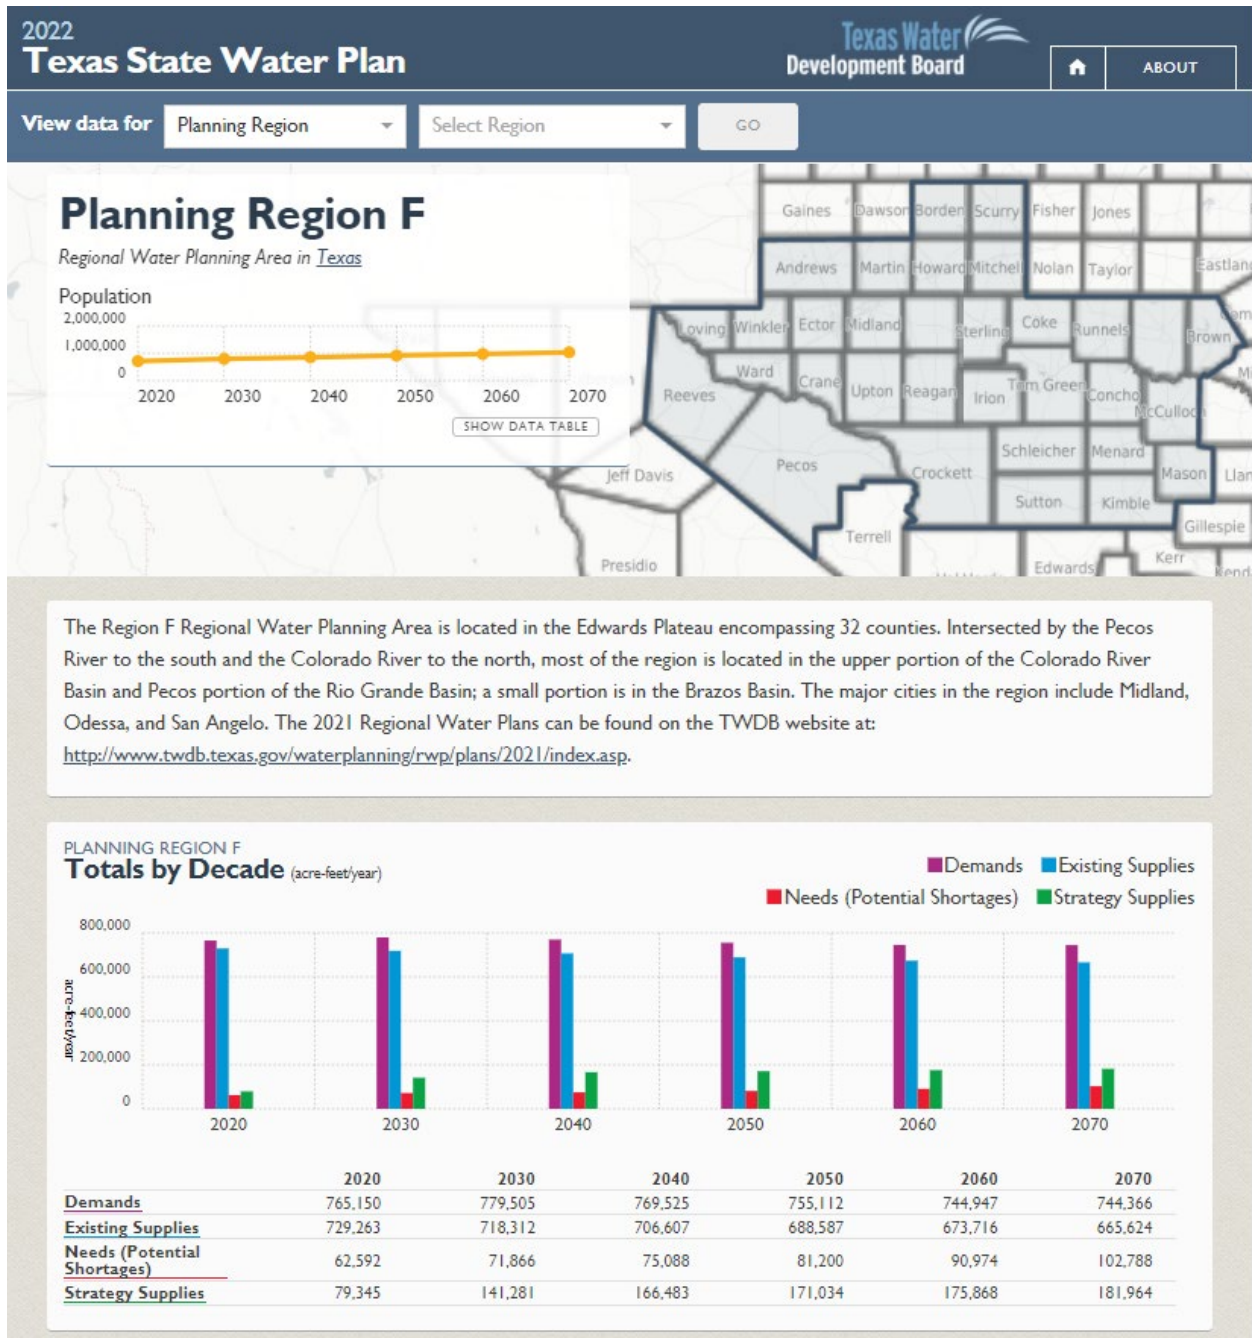 2022
Texas State Water Plan
Texas Water
Development Board
ABOUT
View data for
Planning Region
Select Region
GO
Planning Region F
Regional Water Planning Area in Texas
Population
2,000,000
1,000,000
0
2020 2030 2040 2050 2060 2070
SHOW DATA TABLE
Gaines Dawson Borden Scurry Fisher Jones
Andrews Martin Howard Mitchell Nolan Taylor Eastland
Loving Winkler Ector Midland Sterling Coke Runnels Brown
Ward Crane Upton Reagan Irion Tom Green Concho McCulloch
Reeves
Pecos Crockett Schleicher Menard Mason Llan
Jeff Davis
Sutton Kimble
Terrell Gillespie
Presidio Edwards Kerr Kend
The Region F Regional Water Planning Area is located in the Edwards Plateau encompassing 32 counties. Intersected by the Pecos
River to the south and the Colorado River to the north, most of the region is located in the upper portion of the Colorado River
Basin and Pecos portion of the Rio Grande Basin; a small portion is in the Brazos Basin. The major cities in the region include Midland,
Odessa, and San Angelo. The 2021 Regional Water Plans can be found on the TWDB website at:
http://www.twdb.texas.gov/waterplanning/rwp/plans/2021/index.asp.
PLANNING REGION F
Totals by Decade (acre-feet/year)
Demands Existing Supplies
Needs (Potential Shortages) Strategy Supplies
acre-feet/year
800,000
600,000
400,000
200,000
0
2020 2030 2040 2050 2060 2070
2020 2030 2040 2050 2060 2070
Demands 765,150 779,505 769,525 755,112 744,947 744,366
Existing Supplies 729,263 718,312 706,607 688,587 673,716 665,624
Needs (Potential
Shortages) 62,592 71,866 75,088 81,200 90,974 102,788
Strategy Supplies 79,345 141,281 166,483 171,034 175,868 181,964